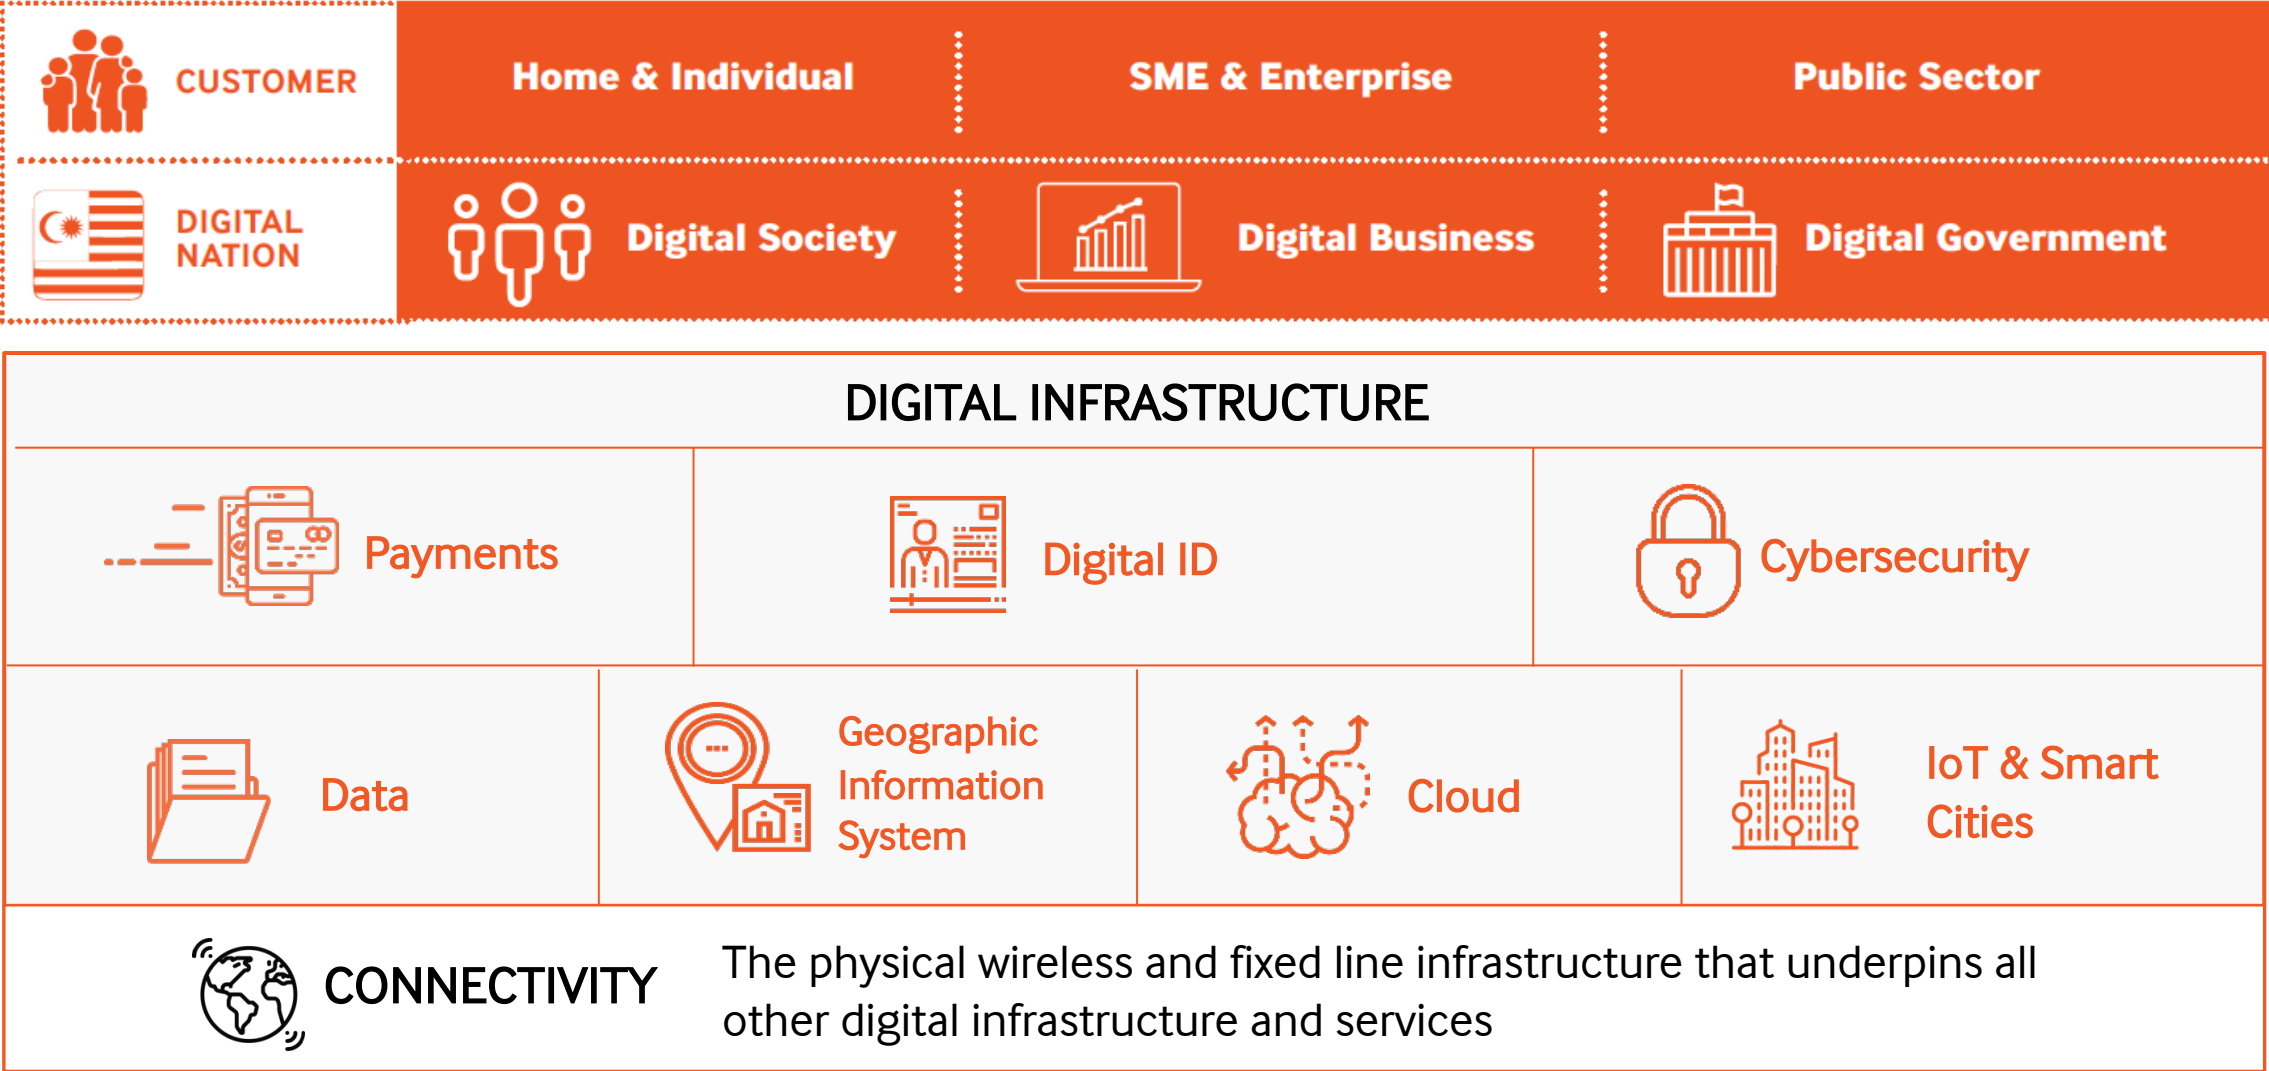 CUSTOMER
Home & Individual
SME & Enterprise
Public Sector
DIGITAL
NATION
Digital Society
Digital Business
Digital Government
DIGITAL INFRASTRUCTURE
Payments
Digital ID
Cybersecurity
Data
Geographic
Information
System
Cloud
IoT & Smart
Cities
CONNECTIVITY
The physical wireless and fixed line infrastructure that underpins all
other digital infrastructure and services